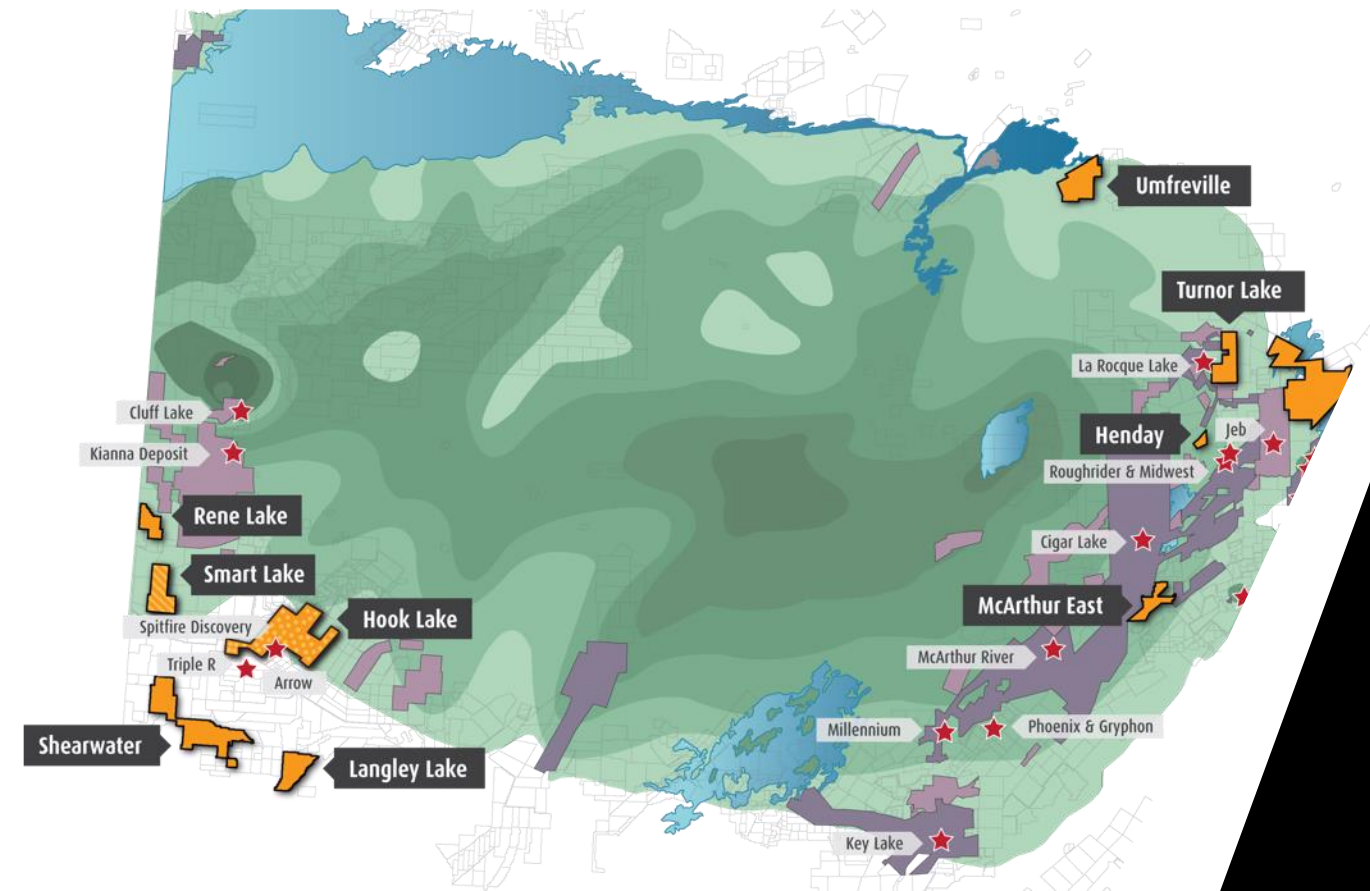 Umfreville
Turnor Lake
La Rocque Lake
Cluff Lake
Jeb
Henday
Kianna Deposit
Roughrider & Midwest
Rene Lake
Cigar Lake
Smart Lake
McArthur East
Hook Lake
Spitfire Discovery
McArthur River
Triple R
Arrow
Millennium
Phoenix & Gryphon
Shearwater
Langley Lake
Key Lake